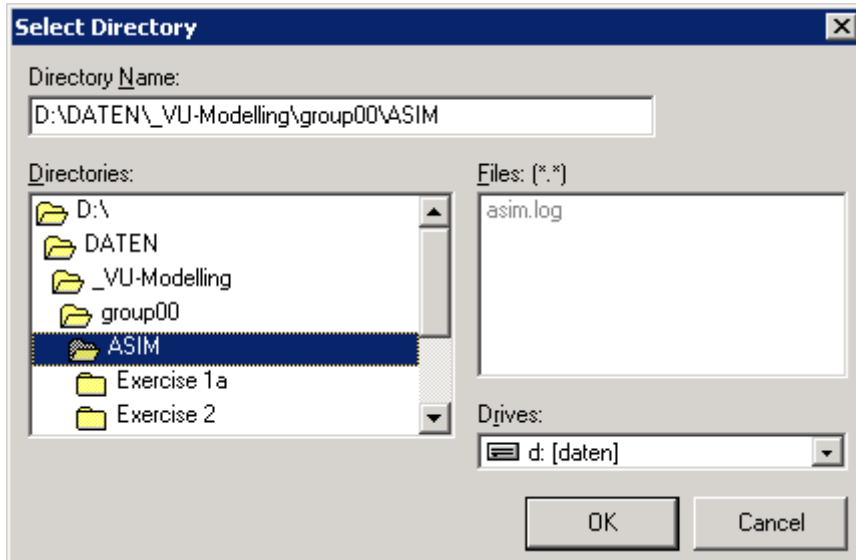 Select Directory
Directory Name:
D:\DATEN\_VU-Modelling\group00\ASIM
Directories:
D:\
DATEN
_VU-Modelling
group00
ASIM
Exercise 1a
Exercise 2
Files: (*.*)
asim.log
Drives:
d: [daten]
OK
Cancel